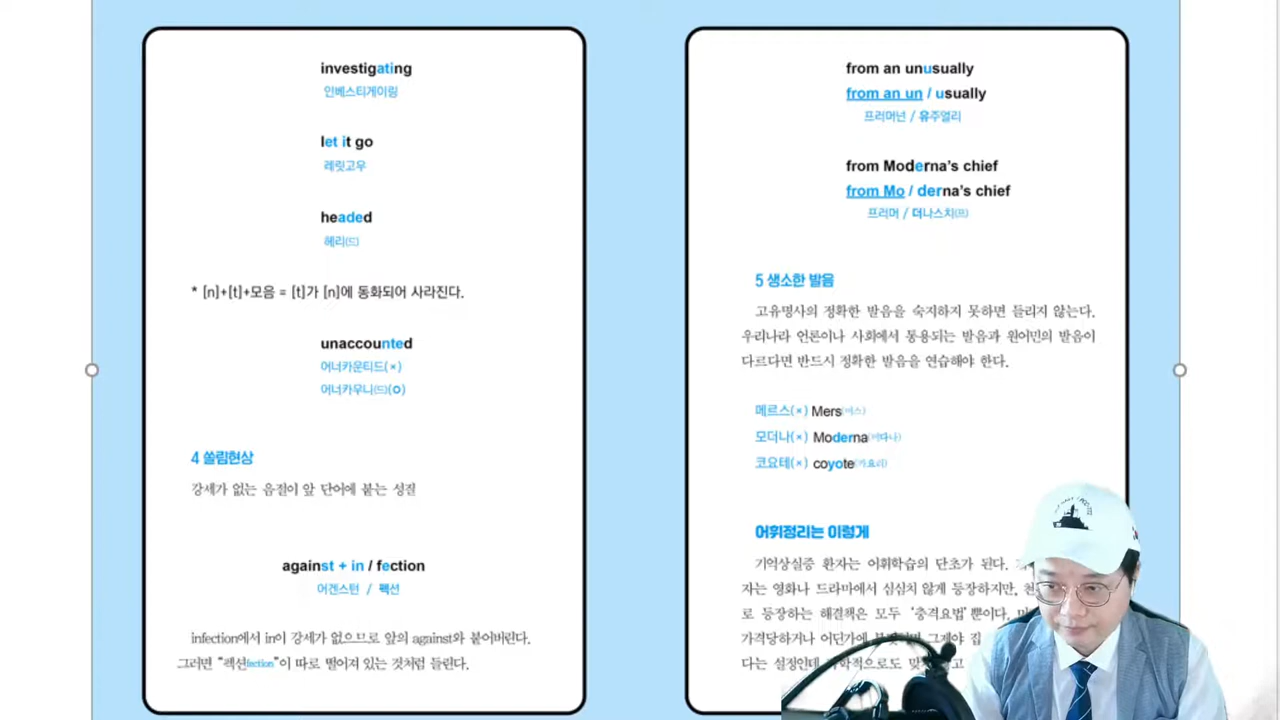 investigating
인베스티게이링
let it go
레릿고우
headed
헤리(드)
* [n]+[t]+모음 = [t]가 [n]에 동화되어 사라진다.
unaccounted
어너카운티드(×)
어너카우니(드)(O)
4 쏠림현상
강세가 없는 음절이 앞 단어에 붙는 성질
against + in / fection
어겐스턴 / 펙션
infection에서 in이 강세가 없으므로 앞의 against와 붙어버린다.
그러면 “펙션fection”이 따로 떨어져 있는 것처럼 들린다.
from an unusually
from an un / usually
프러머넌 / 유주얼리
from Moderna's chief
from Mo / derna's chief
프러머 / 더나스치(프)
5 생소한 발음
고유명사의 정확한 발음을 숙지하지 못하면 들리지 않는다.
우리나라 언론이나 사회에서 통용되는 발음과 원어민의 발음이
다르다면 반드시 정확한 발음을 연습해야 한다.
메르스(×) Mers(머스)
모더나(×) Moderna(머다나)
코요테(×) coyote(카요리)
어휘정리는 이렇게
기억상실증 환자는 어휘학습의 단초가 된다.
자는 영화나 드라마에서 심심치 않게 등장하지만,
로 등장하는 해결책은 모두 ‘충격요법’뿐이다.
가격당하거나 어딘가에 그제야 집
다는 설정인데